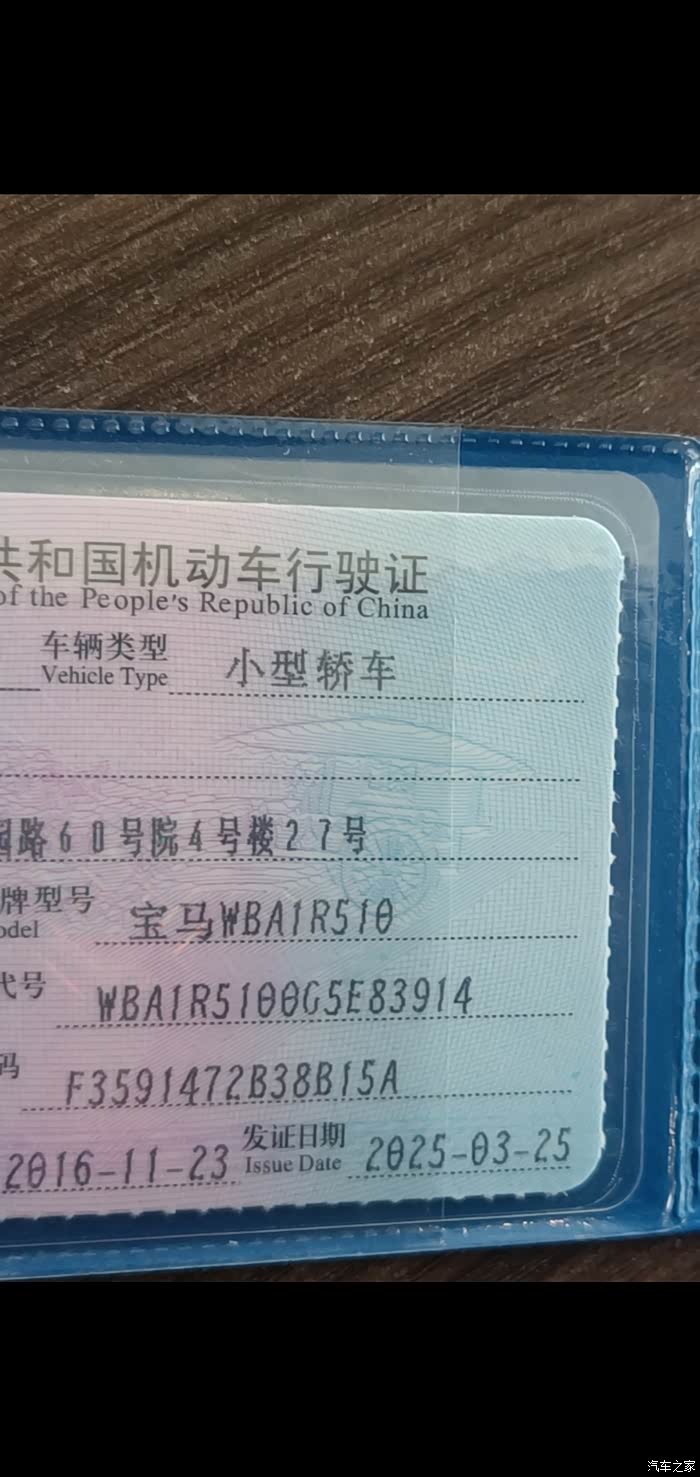 共和国机动车行驶证
of the People's Republic of China
车辆类型 小型轿车
Vehicle Type
园路60号院4号楼27号
牌型号 宝马WBA1R510
odel
代号 WBA1R5100G5E83914
码 F3591472B38B15A
2016-11-23 发证日期 2025-03-25
Issue Date
汽车之家